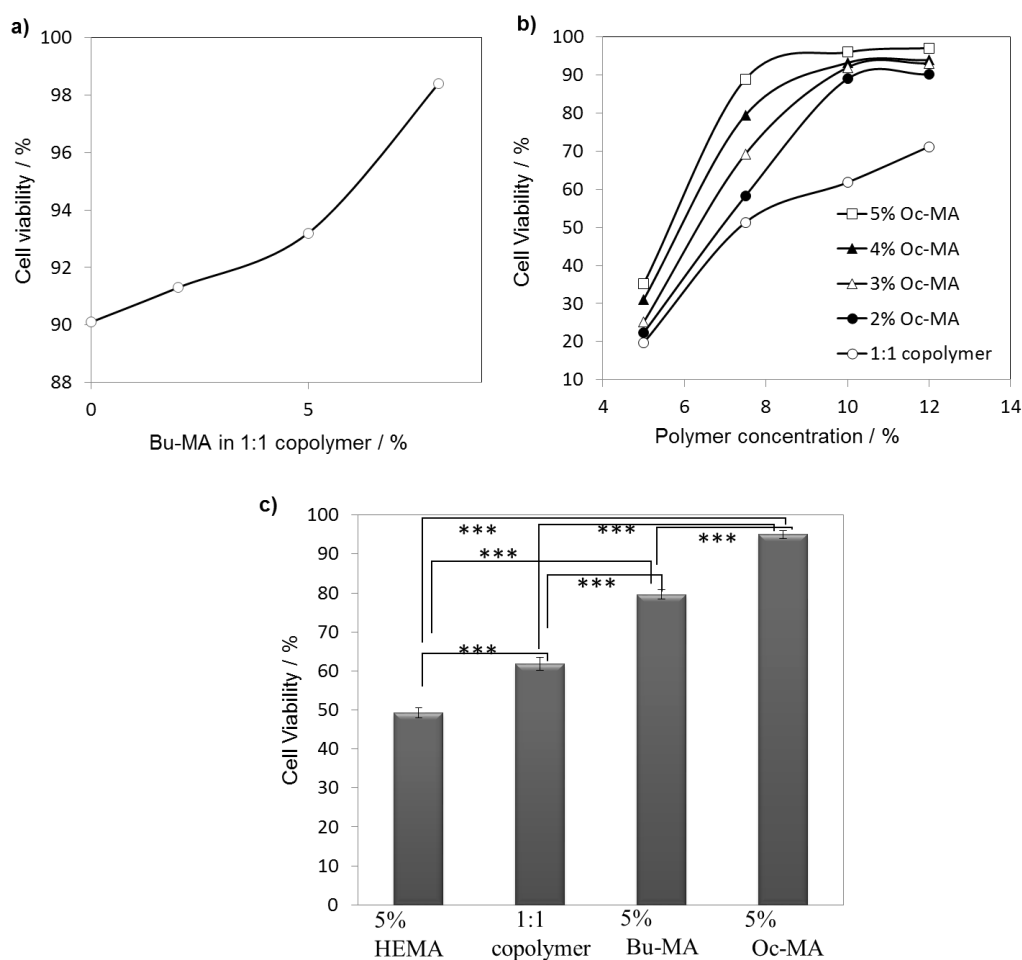 a)
100
98
96
94
92
90
88
Cell viability / %
0
5
Bu-MA in 1:1 copolymer / %
b)
100
90
80
70
60
50
40
30
20
10
Cell Viability / %
5% Oc-MA
4% Oc-MA
3% Oc-MA
2% Oc-MA
1:1 copolymer
4
6
8
10
12
14
Polymer concentration / %
c)
100
90
80
70
60
50
40
30
20
10
0
Cell Viability / %
***
***
***
***
***
***
5%
HEMA
1:1
copolymer
5%
Bu-MA
5%
Oc-MA